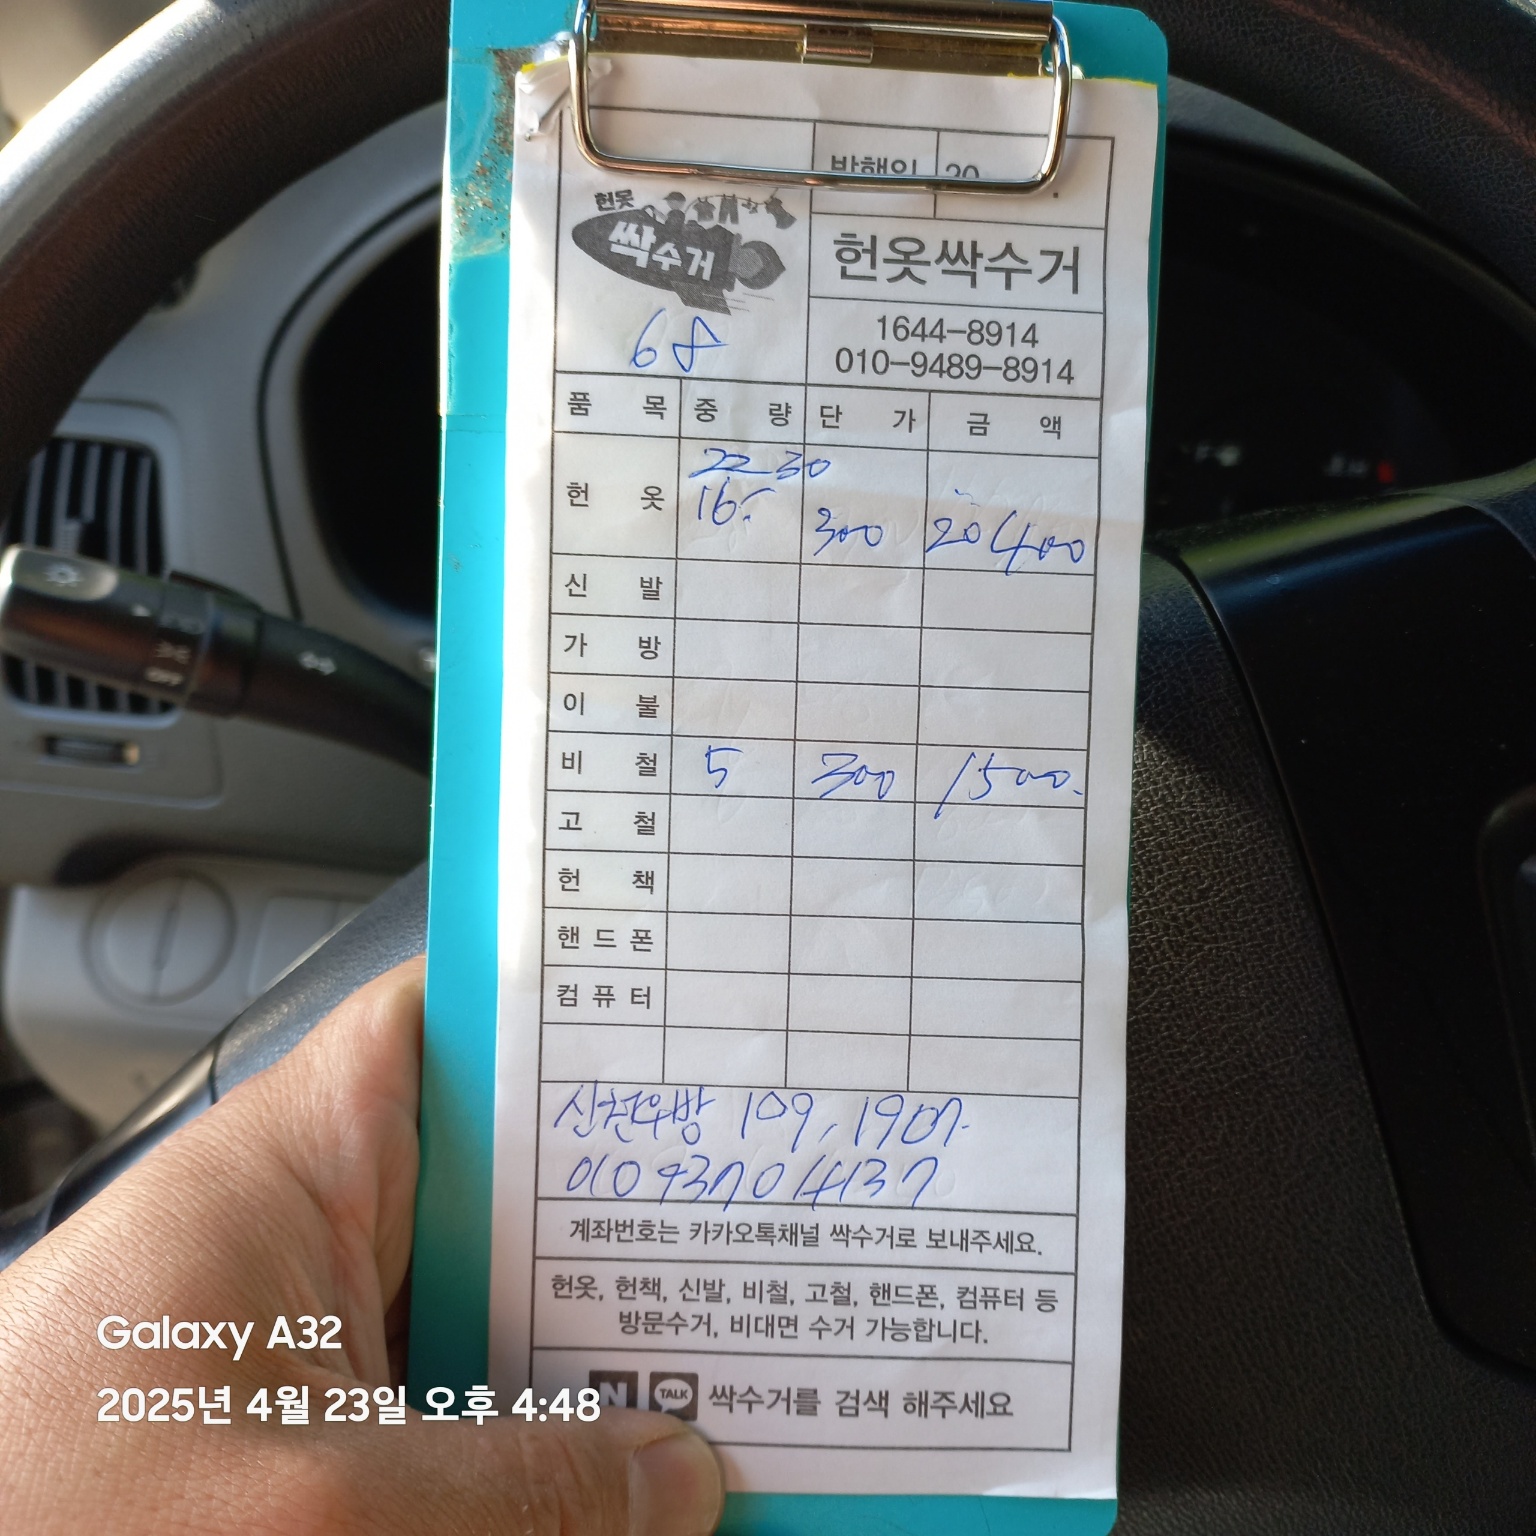 발행일 20 .
헌옷
싹수거
헌옷싹수거
68
1644-8914
010-9489-8914
품 목 중 량 단 가 금 액
22 30
헌 옷 16. 300 20400
신 발
가 방
이 불
비 철 5 300 1500.
고 철
헌 책
핸 드 폰
컴 퓨 터
109, 1907.
010 9370 4137
계좌번호는 카카오톡채널 싹수거로 보내주세요.
헌옷, 헌책, 신발, 비철, 고철, 핸드폰, 컴퓨터 등
방문수거, 비대면 수거 가능합니다.
N TALK 싹수거를 검색 해주세요
Galaxy A32
2025년 4월 23일 오후 4:48